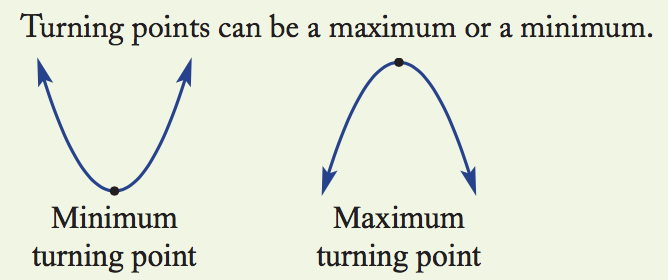 Turning points can be a maximum or a minimum.
Minimum
turning point
Maximum
turning point